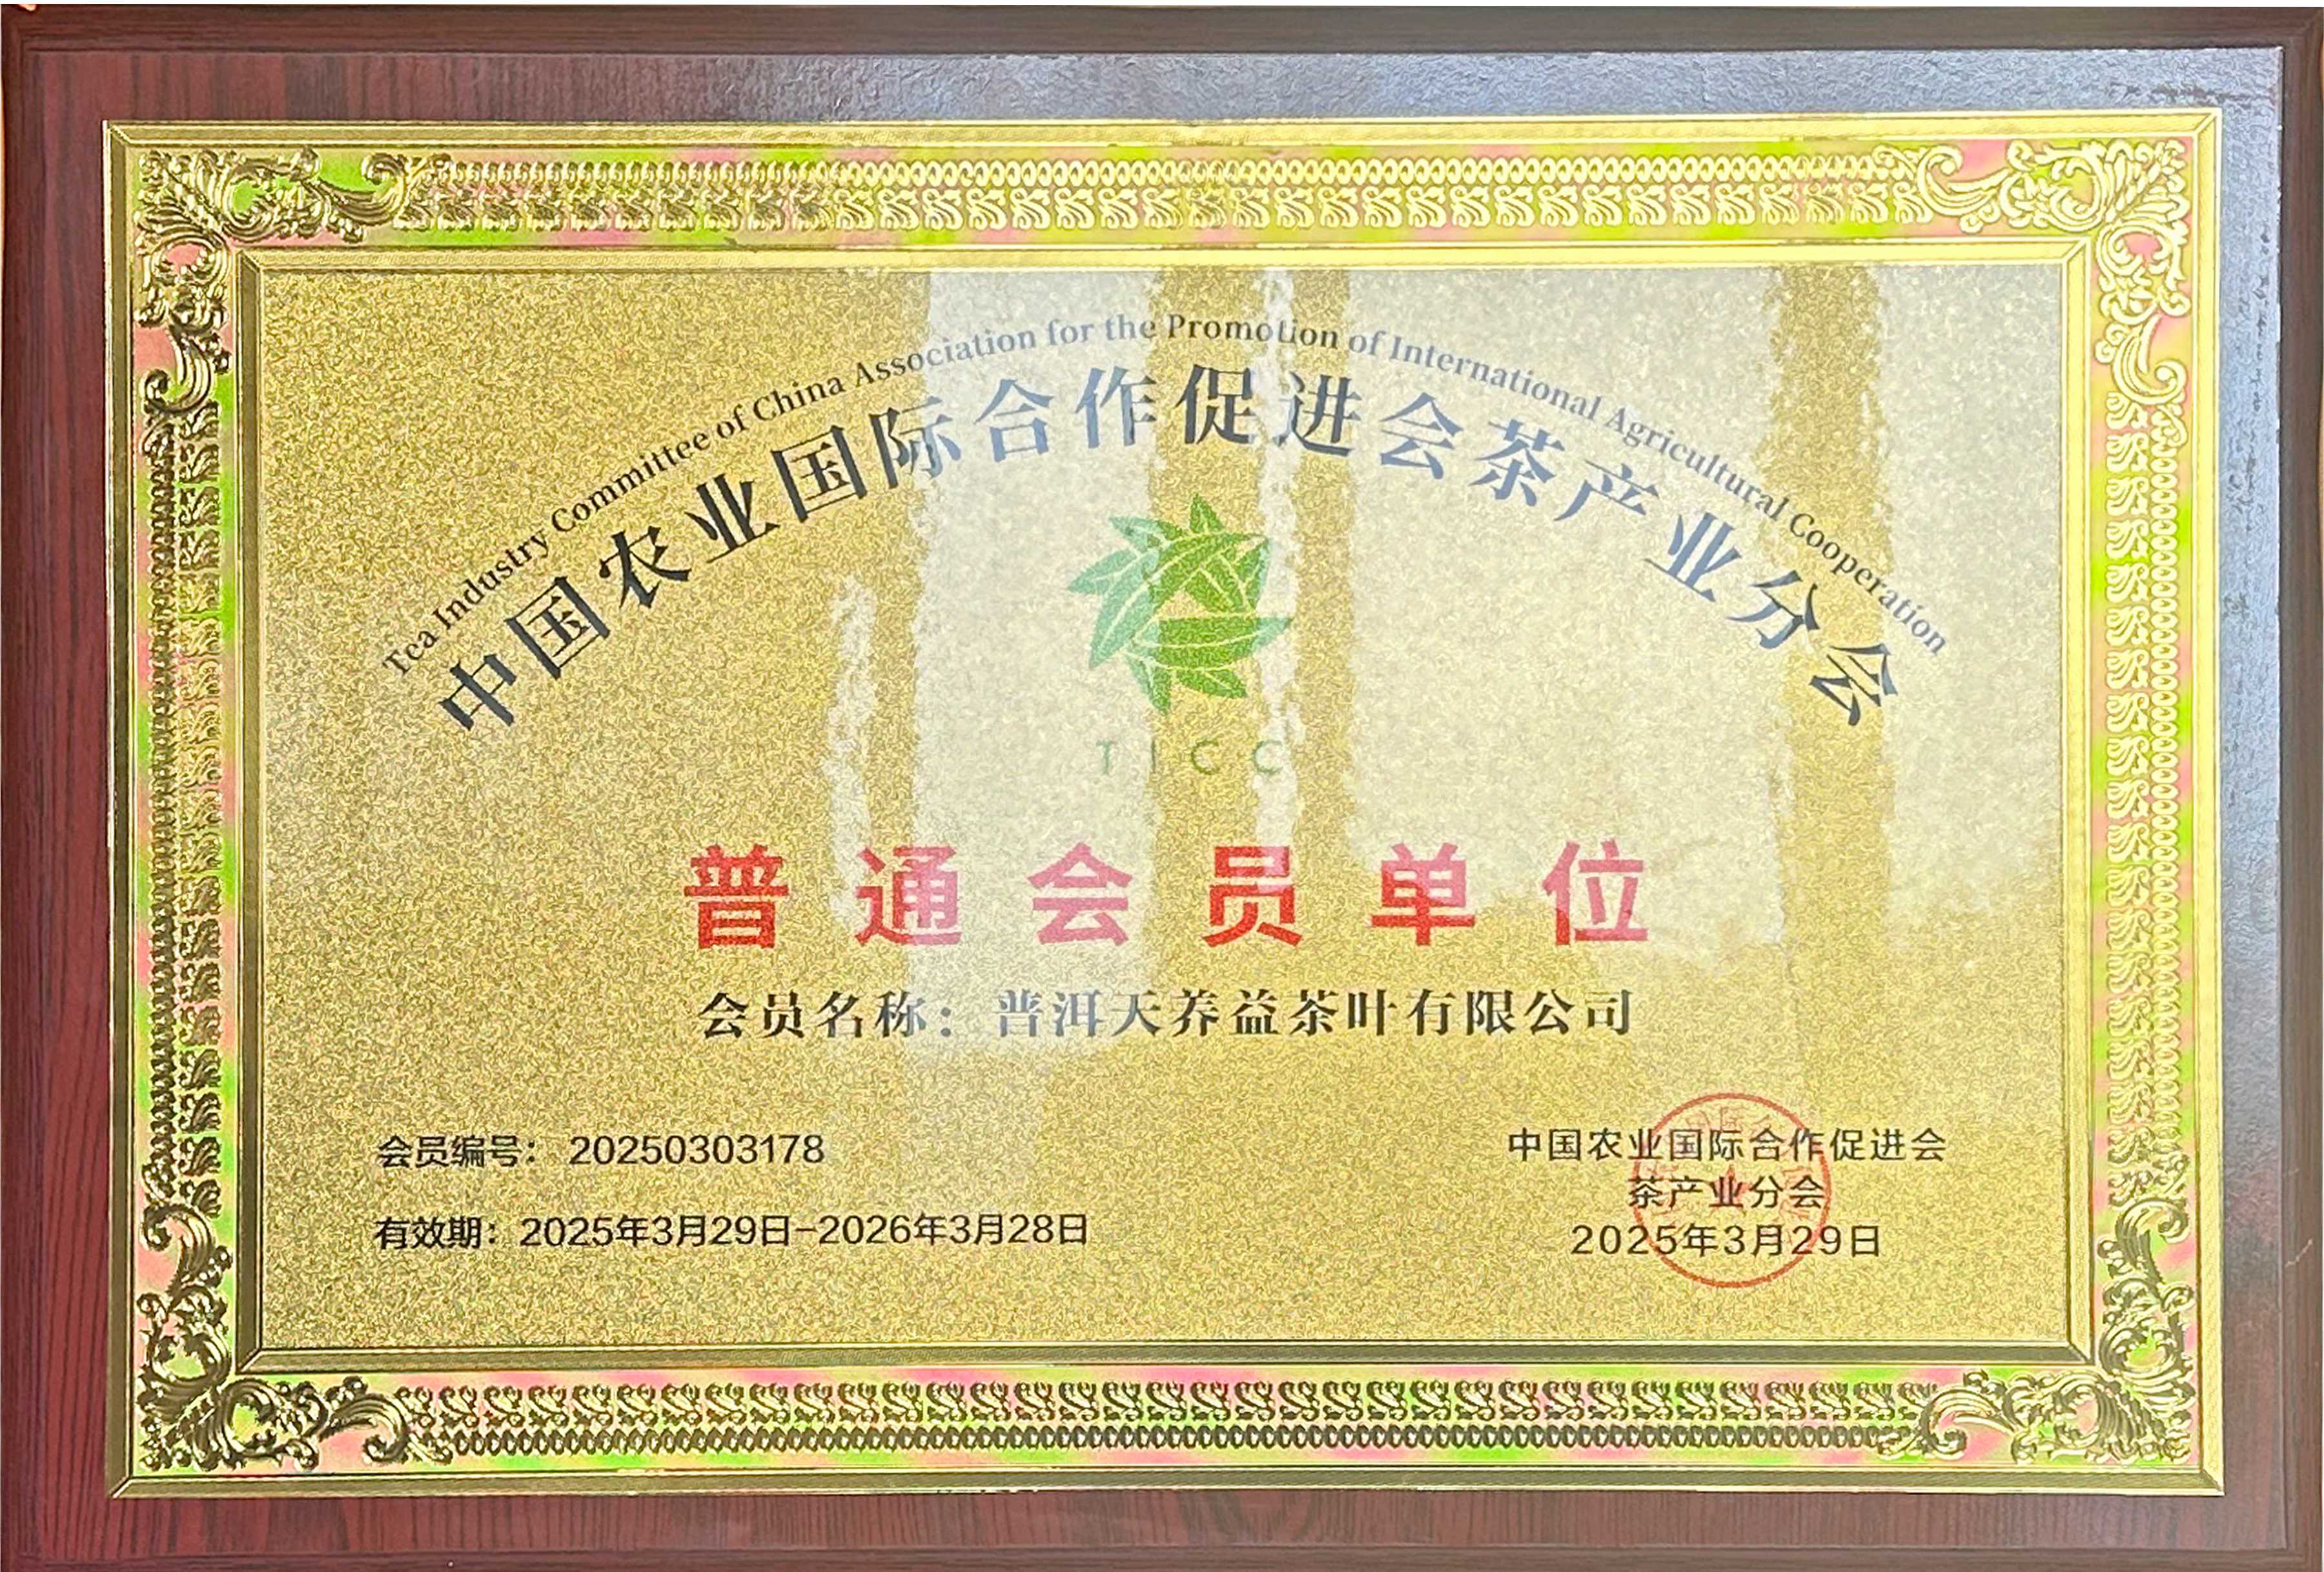 Tea Industry Committee of China Association for the Promotion of International Agricultural Cooperation
中国农业国际合作促进会茶产业分会
TICC
普通会员单位
会员名称：普洱天养益茶叶有限公司
会员编号： 20250303178
有效期：2025年3月29日-2026年3月28日
中国农业国际合作促进会
茶产业分会
2025年3月29日